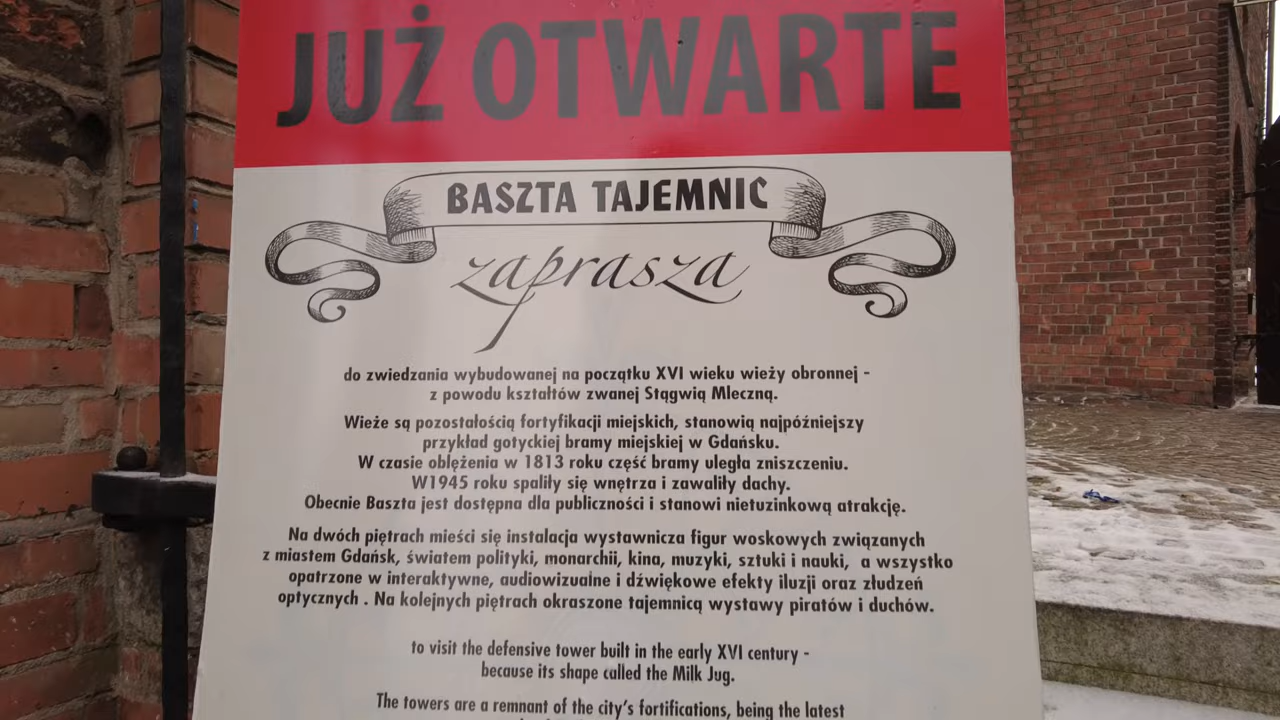 JUŻ OTWARTE
BASZTA TAJEMNIC
zaprasza
do zwiedzania wybudowanej na początku XVI wieku wieży obronnej -
z powodu kształtów zwanej Stągwią Mleczną.
Wieże są pozostałością fortyfikacji miejskich, stanowią najpóźniejszy
przykład gotyckiej bramy miejskiej w Gdańsku.
W czasie oblężenia w 1813 roku część bramy uległa zniszczeniu.
W1945 roku spaliły się wnętrza i zawaliły dachy.
Obecnie Baszta jest dostępna dla publiczności i stanowi nietuzinkową atrakcję.
Na dwóch piętrach mieści się instalacja wystawnicza figur woskowych związanych
z miastem Gdańsk, światem polityki, monarchii, kina, muzyki, sztuki i nauki, a wszystko
opatrzone w interaktywne, audiowizualne i dźwiękowe efekty iluzji oraz złudzeń
optycznych . Na kolejnych piętrach okraszone tajemnicą wystawy piratów i duchów.
to visit the defensive tower built in the early XVI century -
because its shape called the Milk Jug.
The towers are a remnant of the city's fortifications, being the latest